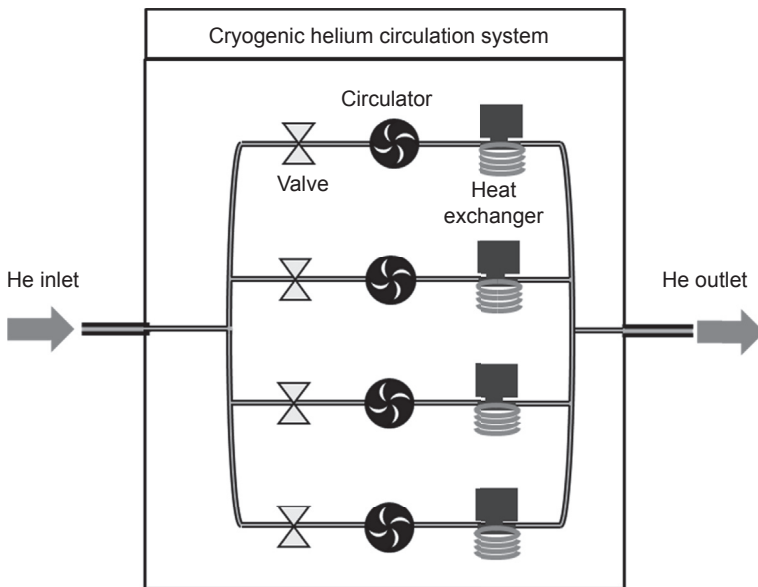 Cryogenic helium circulation system
Circulator
Valve
Heat
exchanger
He inlet
He outlet